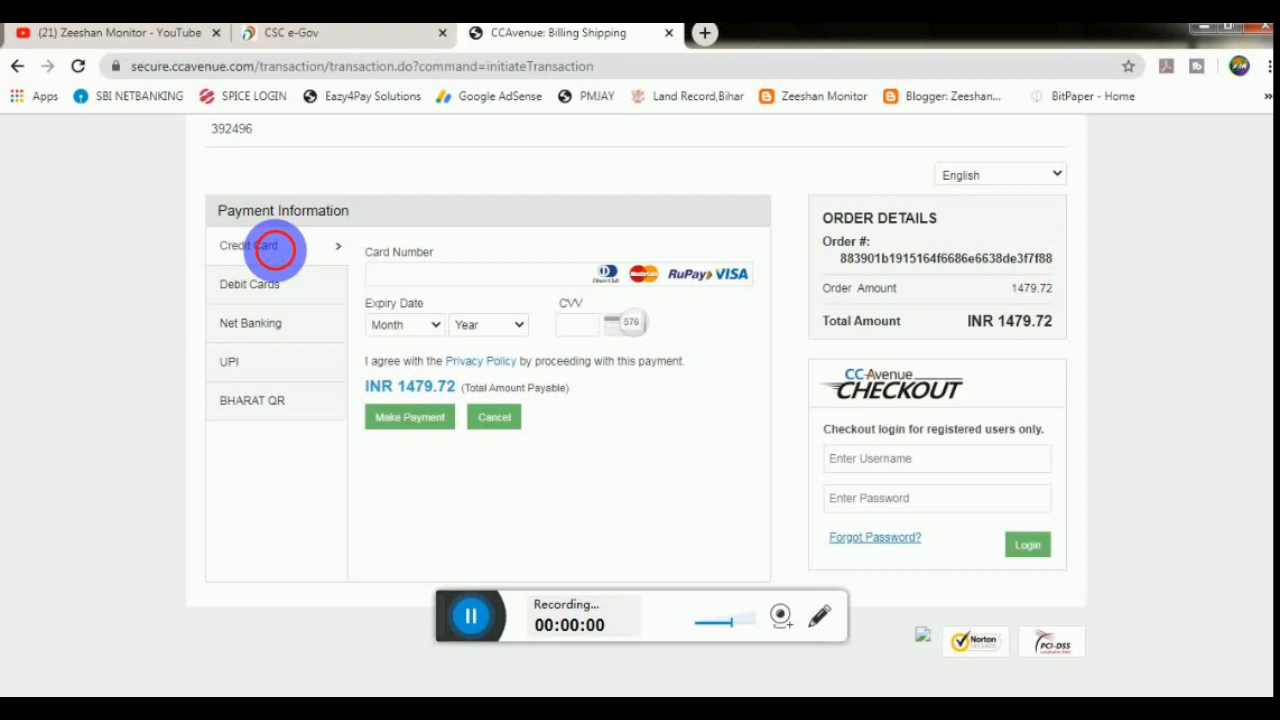 (21) Zeeshan Monitor - YouTube
CSC e-Gov
CCAvenue: Billing Shipping
secure.ccavenue.com/transaction/transaction.do?command=initiateTransaction
Apps SBI NETBANKING SPICE LOGIN Eazy4Pay Solutions Google AdSense PMJAY Land Record,Bihar Zeeshan Monitor Blogger: Zeeshan... BitPaper - Home
392496
English
Payment Information
Credit Card
Debit Cards
Net Banking
UPI
BHARAT QR
Card Number
Diners Club MasterCard RuPay VISA
Expiry Date CVV
Month Year 576
I agree with the Privacy Policy by proceeding with this payment.
INR 1479.72 (Total Amount Payable)
Make Payment Cancel
ORDER DETAILS
Order #:
883901b1915164f6686e6638de3f7f88
Order Amount 1479.72
Total Amount INR 1479.72
CCAvenue
CHECKOUT
Checkout login for registered users only.
Enter Username
Enter Password
Forgot Password?
Login
Recording...
00:00:00
Norton
SECURED
PCI-DSS